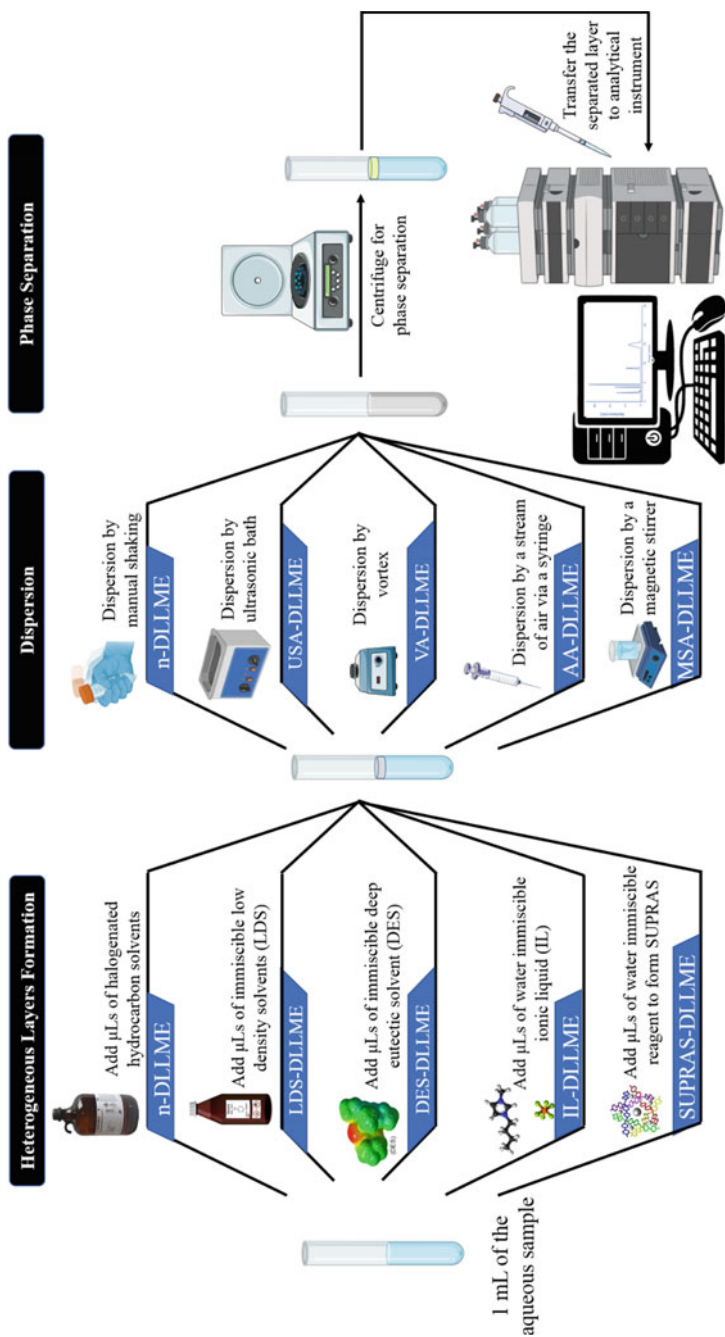 Heterogeneous Layers Formation
Dispersion
Phase Separation
1 mL of the
aqueous sample
Add µLs of halogenated
hydrocarbon solvents
n-DLLME
Add µLs of immiscible low
density solvents (LDS)
LDS-DLLME
Add µLs of immiscible deep
eutectic solvent (DES)
(DES)
DES-DLLME
Add µLs of water immiscible
ionic liquid (IL)
IL-DLLME
Add µLs of water immiscible
reagent to form SUPRAS
SUPRAS-DLLME
Dispersion by
manual shaking
n-DLLME
Dispersion by
ultrasonic bath
USA-DLLME
Dispersion by
vortex
VA-DLLME
Dispersion by a stream
of air via a syringe
AA-DLLME
Dispersion by a
magnetic stirrer
MSA-DLLME
Centrifuge for
phase separation
Transfer the
separated layer
to analytical
instrument